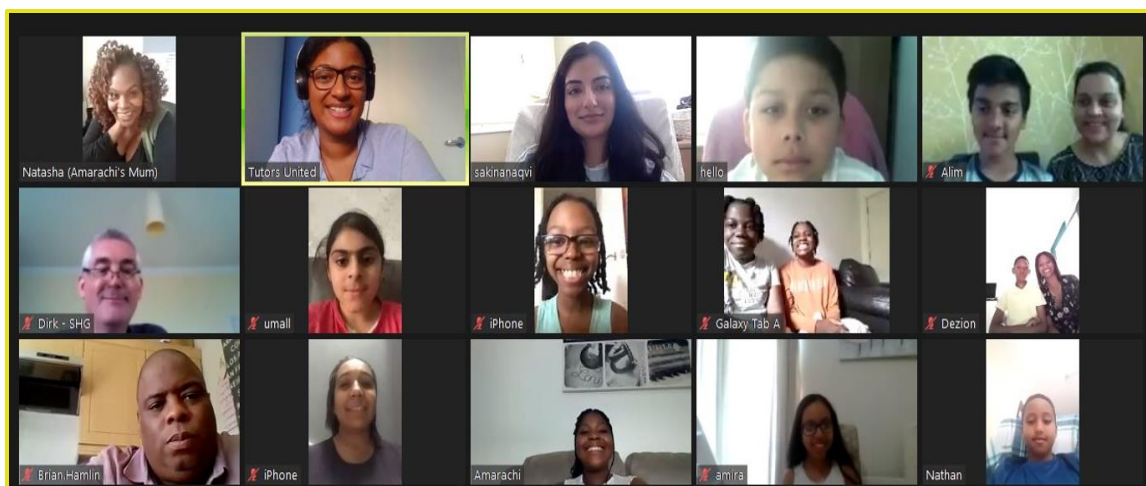 Natasha (Amarachi's Mum)
Tutors United
sakinanaqvi
hello
Alim
Dirk - SHG
umall
iPhone
Galaxy Tab A
Dezion
Brian.Hamlin
iPhone
Amarachi
amira
Nathan